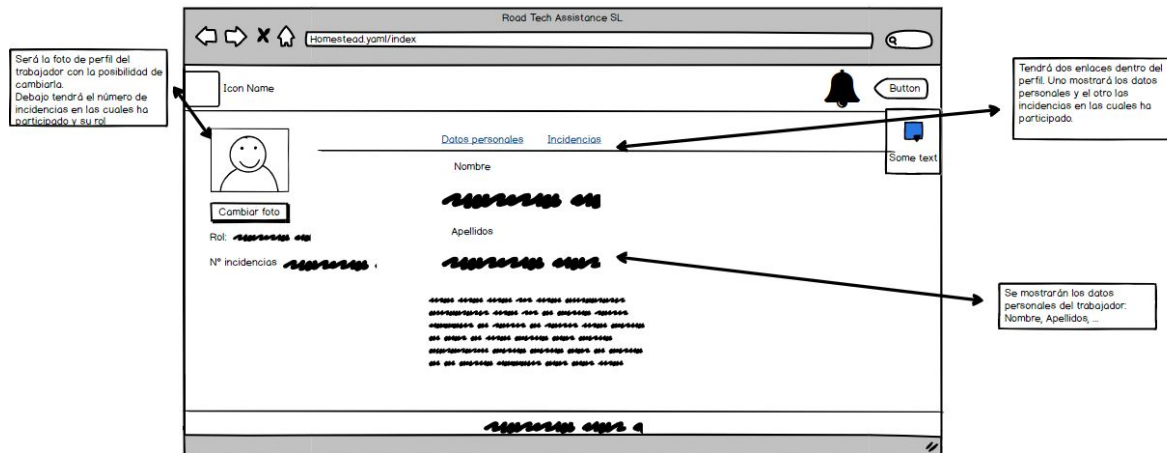 Road Tech Assistance SL
Homestead.yaml/index
Será la foto de perfil del
trabajador con la posibilidad de
cambiarla.
Debajo tendrá el número de
incidencias en las cuales ha
participado y su rol
Icon Name
Button
Tendrá dos enlaces dentro del
perfil. Uno mostrará los datos
personales y el otro las
incidencias en las cuales ha
participado.
Datos personales Incidencias
Some text
Nombre
Cambiar foto
Rol:
Apellidos
Nº incidencias
Se mostrarán los datos
personales del trabajador:
Nombre, Apellidos, ...